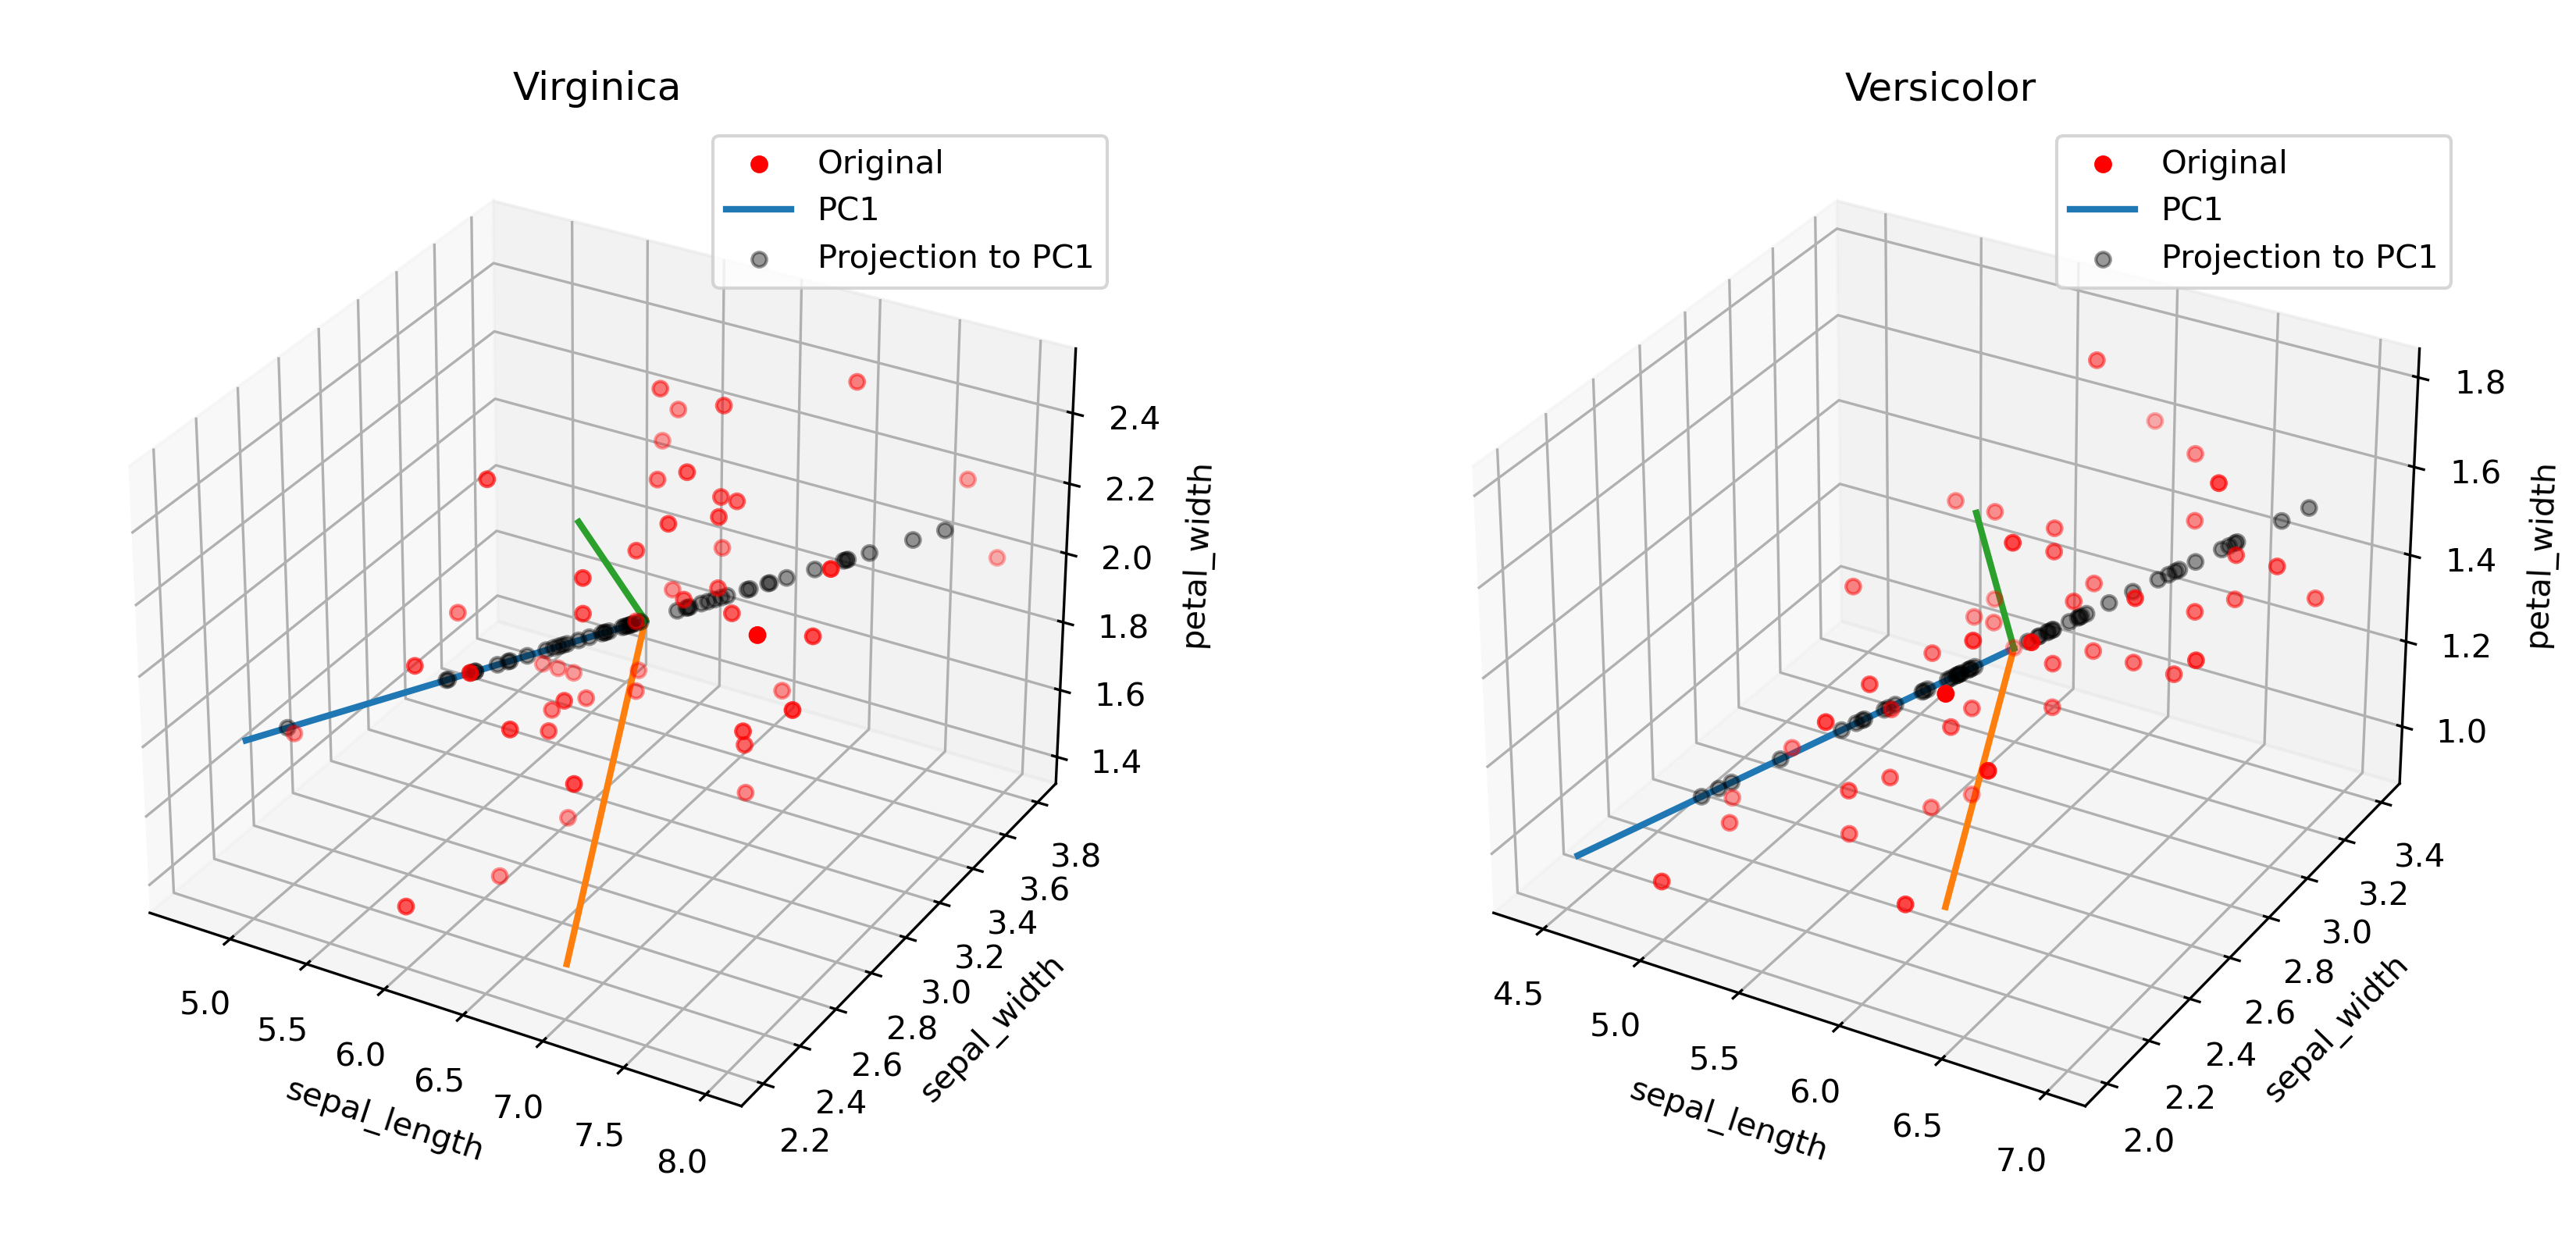 Virginica
Original
PC1
Projection to PC1
2.4
2.2
2.0
1.8
1.6
1.4
petal_width
3.8
3.6
3.4
3.2
3.0
2.8
2.6
2.4
2.2
sepal_width
5.0
5.5
6.0
6.5
7.0
7.5
8.0
sepal_length
Versicolor
Original
PC1
Projection to PC1
1.8
1.6
1.4
1.2
1.0
petal_width
3.4
3.2
3.0
2.8
2.6
2.4
2.2
2.0
sepal_width
4.5
5.0
5.5
6.0
6.5
7.0
sepal_length